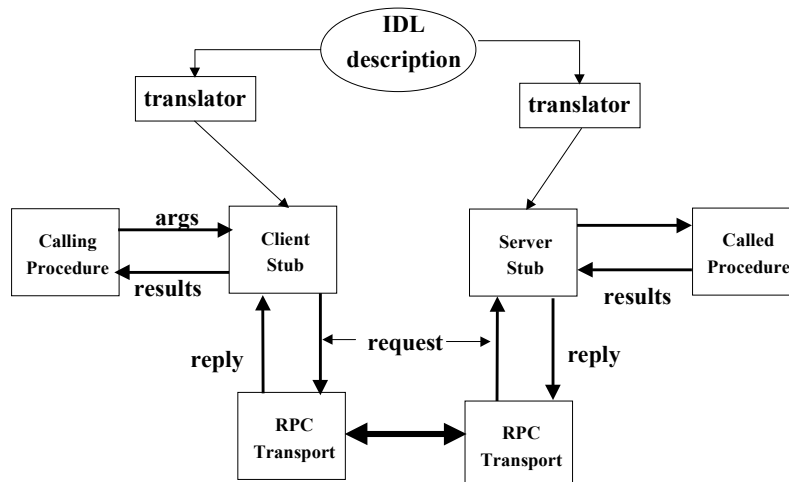 IDL
description
translator
translator
args
Calling
Procedure
Client
Stub
Server
Stub
Called
Procedure
results
results
reply
request
reply
RPC
Transport
RPC
Transport